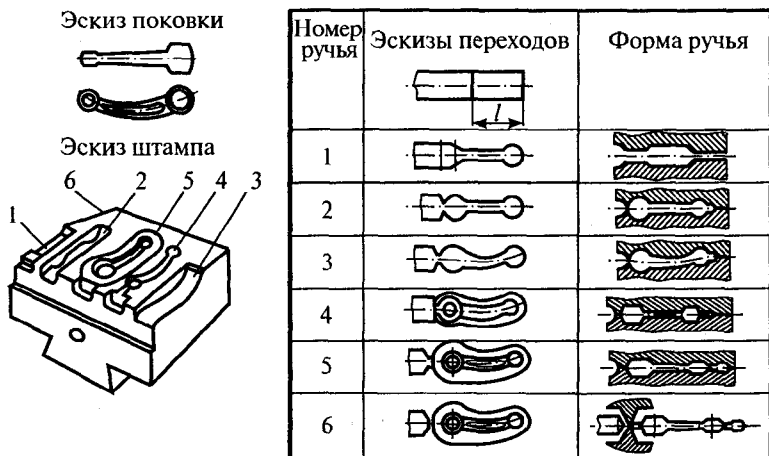 Эскиз поковки
Эскиз штампа
6
2
5
4
3
1
Номер ручья
Эскизы переходов
Форма ручья
l
1
2
3
4
5
6